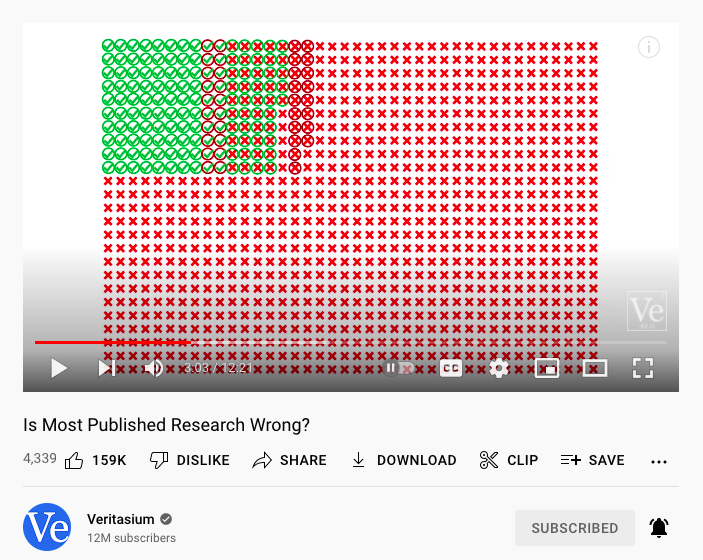 Ve
3:03 / 12:21
CC
Is Most Published Research Wrong?
4,339 159K DISLIKE SHARE DOWNLOAD CLIP SAVE
Ve
Veritasium
12M subscribers
SUBSCRIBED